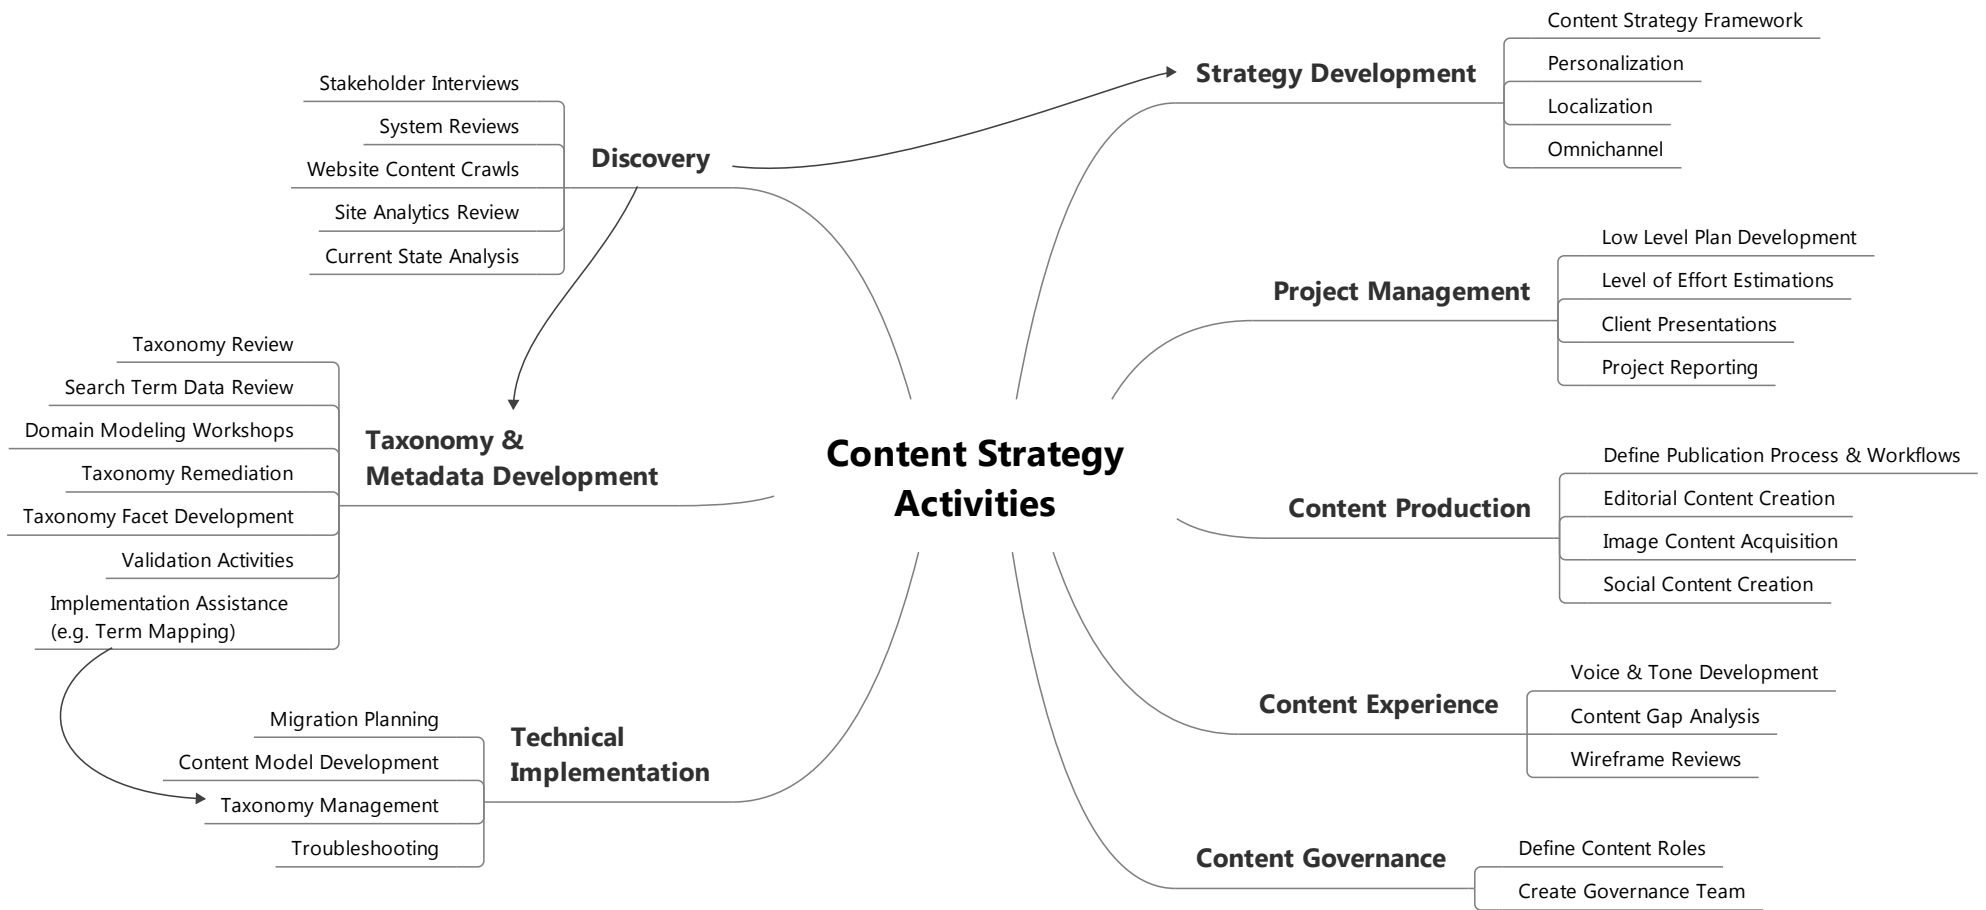 Content Strategy
Activities
Discovery
Stakeholder Interviews
System Reviews
Website Content Crawls
Site Analytics Review
Current State Analysis
Taxonomy &
Metadata Development
Taxonomy Review
Search Term Data Review
Domain Modeling Workshops
Taxonomy Remediation
Taxonomy Facet Development
Validation Activities
Implementation Assistance
(e.g. Term Mapping)
Technical
Implementation
Migration Planning
Content Model Development
Taxonomy Management
Troubleshooting
Strategy Development
Content Strategy Framework
Personalization
Localization
Omnichannel
Project Management
Low Level Plan Development
Level of Effort Estimations
Client Presentations
Project Reporting
Content Production
Define Publication Process & Workflows
Editorial Content Creation
Image Content Acquisition
Social Content Creation
Content Experience
Voice & Tone Development
Content Gap Analysis
Wireframe Reviews
Content Governance
Define Content Roles
Create Governance Team